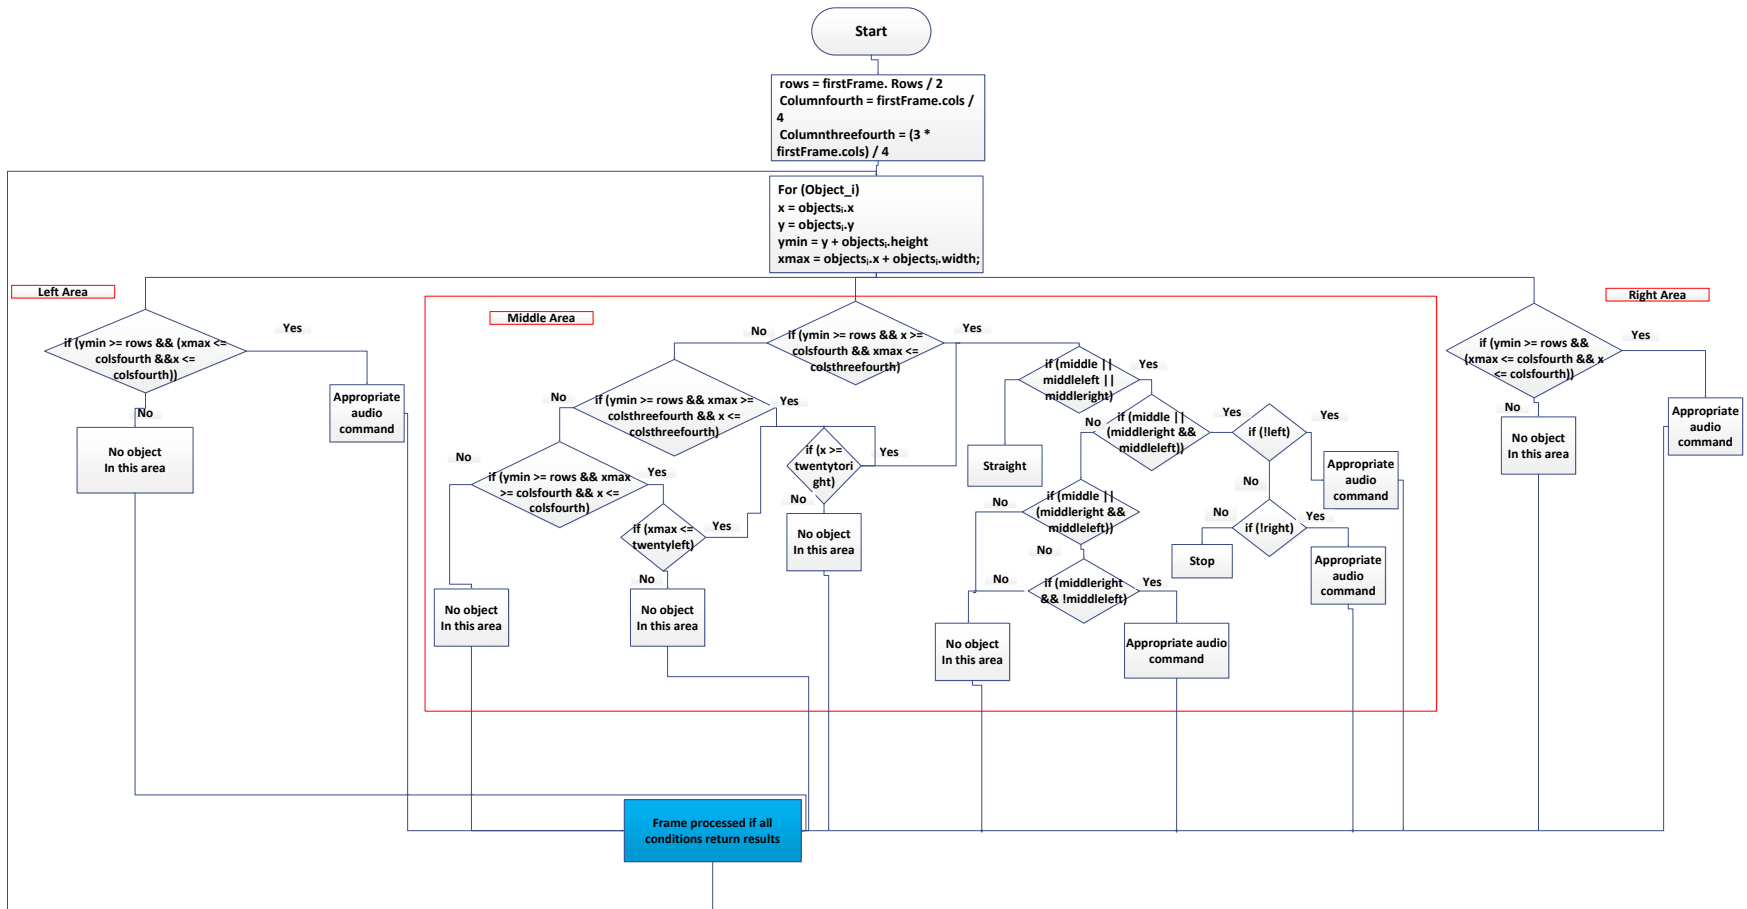 Start
rows = firstFrame. Rows / 2
Columnfourth = firstFrame.cols /
4
Columnthreefourth = (3 *
firstFrame.cols) / 4
For (Object_i)
x = objectsᵢ.x
y = objectsᵢ.y
ymin = y + objectsᵢ.height
xmax = objectsᵢ.x + objectsᵢ.width;
Left Area
if (ymin >= rows && (xmax <=
colsfourth &&x <=
colsfourth))
Yes
No
No object
In this area
Appropriate
audio
command
Middle Area
No
if (ymin >= rows && x >=
colsfourth && xmax <=
colsthreefourth)
Yes
No
if (ymin >= rows && xmax >=
colsthreefourth && x <=
colsthreefourth)
Yes
No
if (ymin >= rows && xmax
>= colsfourth && x <=
colsfourth)
Yes
if (xmax <=
twentyleft)
Yes
No
No object
In this area
No object
In this area
if (x >=
twentytori
ght)
Yes
No
No object
In this area
if (middle ||
middleleft ||
middleright)
Yes
Straight
No
if (middle ||
(middleright &&
middleleft))
Yes
if (!left)
Yes
Appropriate
audio
command
No
No
if (!right)
Yes
Stop
Appropriate
audio
command
No
if (middle ||
(middleright &&
middleleft))
No
No
if (middleright
&& !middleleft)
Yes
No object
In this area
Appropriate audio
command
Right Area
if (ymin >= rows &&
(xmax <= colsfourth && x
<= colsfourth))
Yes
No
No object
In this area
Appropriate
audio
command
Frame processed if all
conditions return results